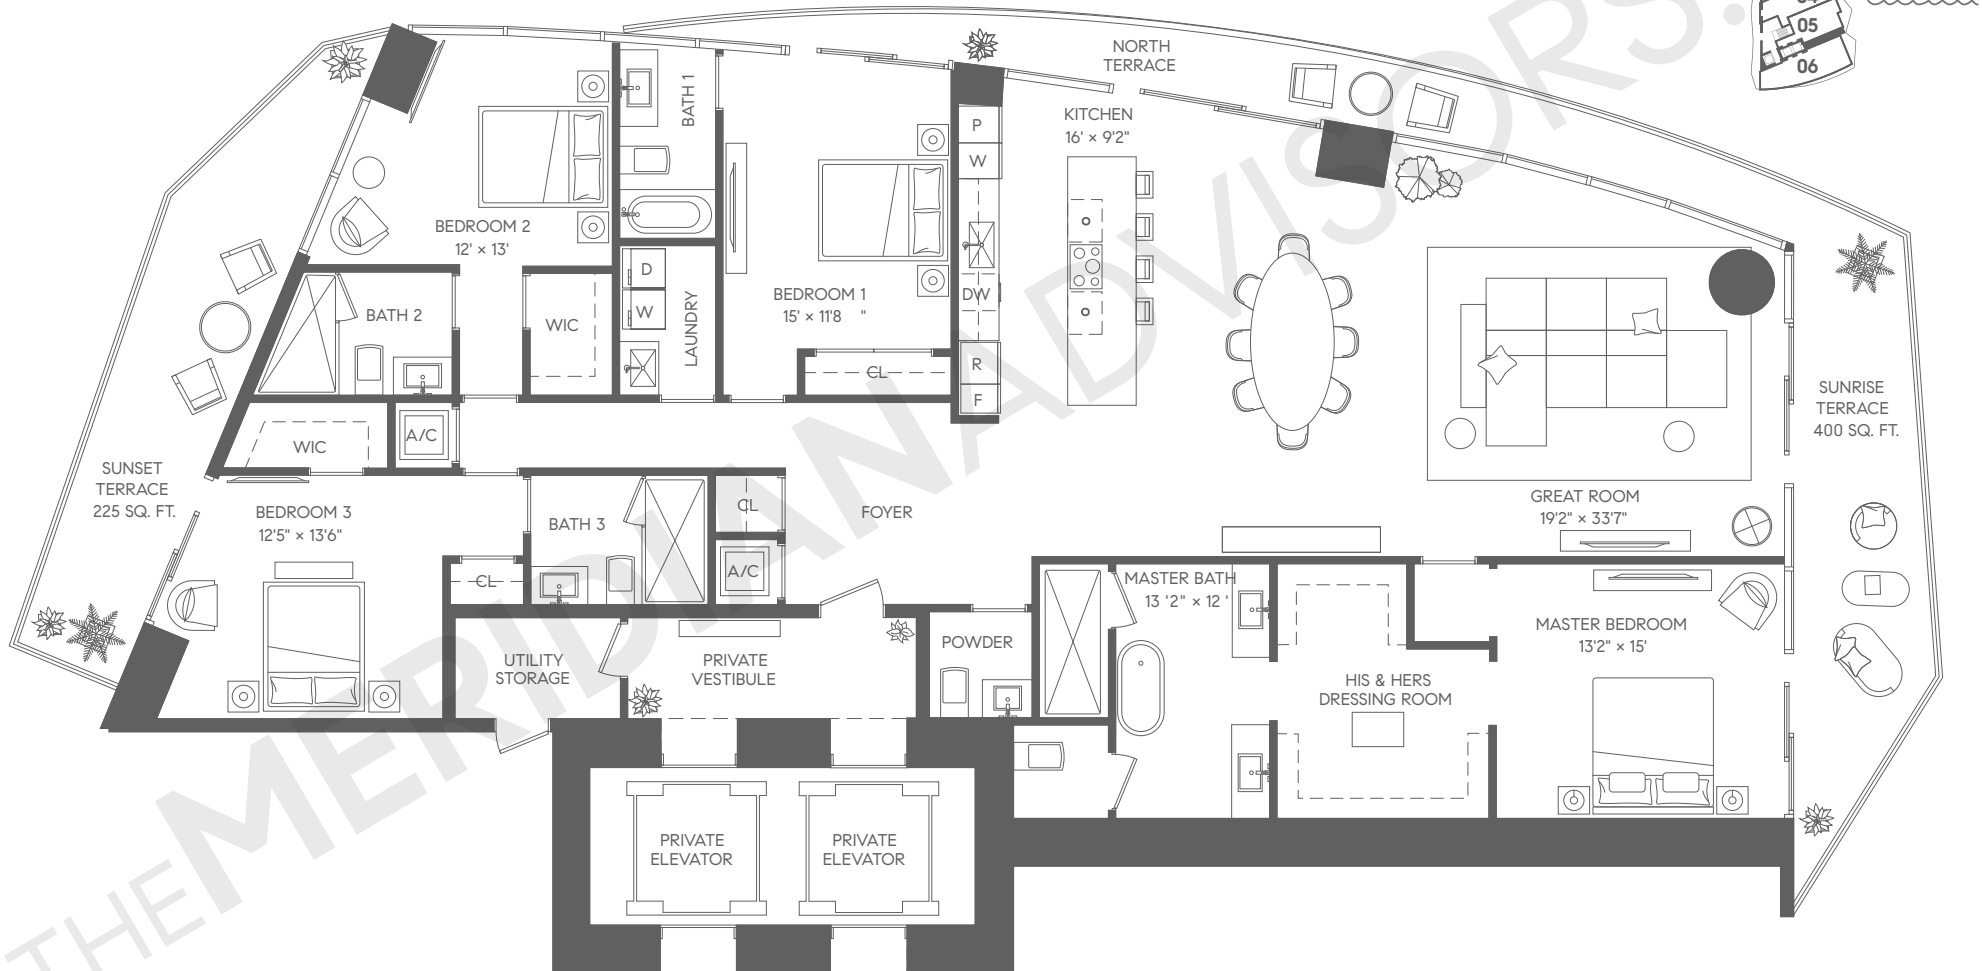 04
05
06
NORTH
TERRACE
KITCHEN
16' × 9'2"
P
W
DW
R
F
BATH 1
BEDROOM 2
12' × 13'
BEDROOM 1
15' × 11'8 "
CL
D
W
LAUNDRY
BATH 2
WIC
WIC
A/C
SUNSET
TERRACE
225 SQ. FT.
BEDROOM 3
12'5" × 13'6"
CL
BATH 3
CL
A/C
FOYER
SUNRISE
TERRACE
400 SQ. FT.
GREAT ROOM
19'2" × 33'7"
MASTER BATH
13 '2" × 12 '
MASTER BEDROOM
13'2" × 15'
HIS & HERS
DRESSING ROOM
POWDER
UTILITY
STORAGE
PRIVATE
VESTIBULE
PRIVATE
ELEVATOR
PRIVATE
ELEVATOR
THE MERIDIAN ADVISORS.